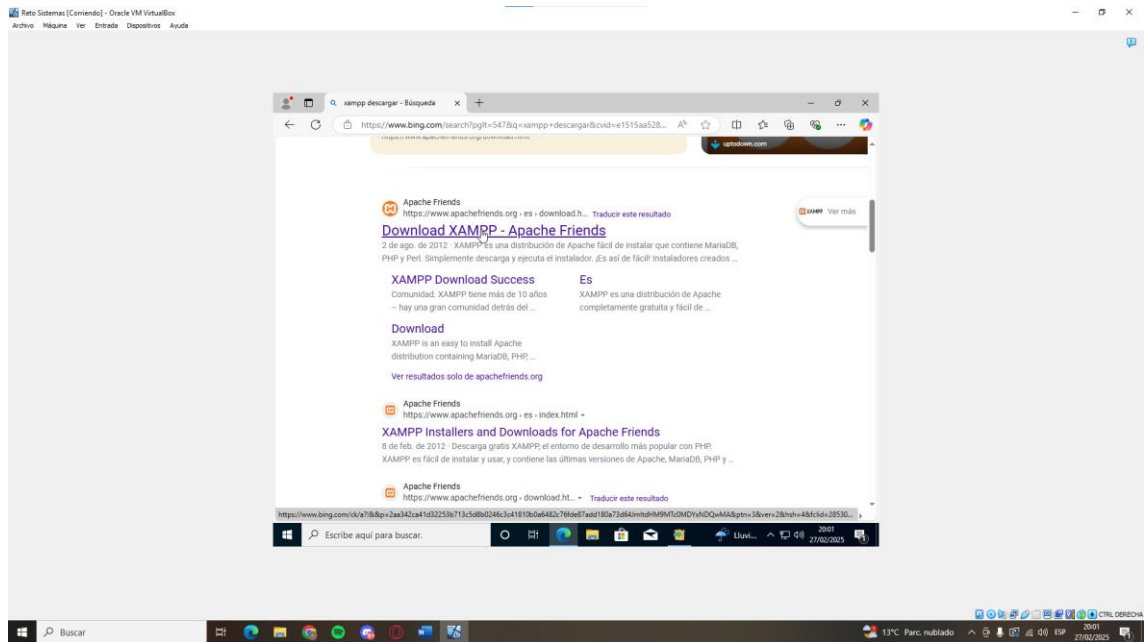 Reto Sistemas [Corriendo] - Oracle VM VirtualBox
Archivo Máquina Ver Entrada Dispositivos Ayuda
xampp descargar - Búsqueda
https://www.bing.com/search?pglt=547&q=xampp+descargar&cvid=e1515aa528...
https://www.apachefriends.org/download.html
uptodown.com
Apache Friends
https://www.apachefriends.org › es › download.h... Traducir este resultado
XAMPP Ver más
Download XAMPP - Apache Friends
2 de ago. de 2012 · XAMPP es una distribución de Apache fácil de instalar que contiene MariaDB,
PHP y Perl. Simplemente descarga y ejecuta el instalador. ¡Es así de fácil! Instaladores creados ...
XAMPP Download Success
Comunidad. XAMPP tiene más de 10 años
– hay una gran comunidad detrás del ...
Es
XAMPP es una distribución de Apache
completamente gratuita y fácil de ...
Download
XAMPP is an easy to install Apache
distribution containing MariaDB, PHP, ...
Ver resultados solo de apachefriends.org
Apache Friends
https://www.apachefriends.org › es › index.html
XAMPP Installers and Downloads for Apache Friends
8 de feb. de 2012 · Descarga gratis XAMPP, el entorno de desarrollo más popular con PHP.
XAMPP es fácil de instalar y usar, y contiene las últimas versiones de Apache, MariaDB, PHP y ...
Apache Friends
https://www.apachefriends.org › download.ht... Traducir este resultado
Escribe aquí para buscar.
Lluvi...
20:01
27/02/2025
CTRL DERECHA
Buscar
13°C Parc. nublado
ESP
20:01
27/02/2025